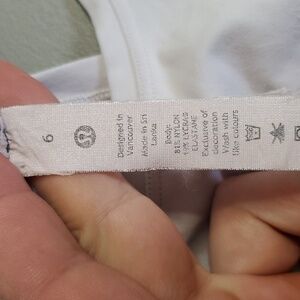 6
Designed in
Vancouver
Made in Sri
Lanka
Body:
81% NYLON
19% LYCRA®
ELASTANE
Exclusive of
decoration
Wash with
like colours